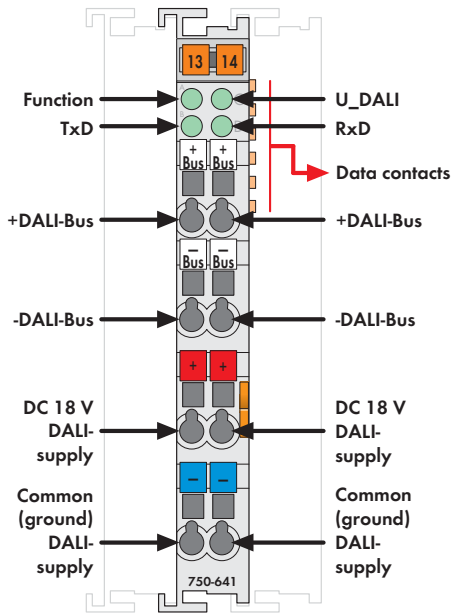 13 14
Function
U_DALI
TxD
RxD
+ +
Bus Bus
Data contacts
+DALI-Bus
+DALI-Bus
– –
Bus Bus
-DALI-Bus
-DALI-Bus
+ +
DC 18 V
DALI-
supply
DC 18 V
DALI-
supply
– –
Common
(ground)
DALI-
supply
Common
(ground)
DALI-
supply
750-641